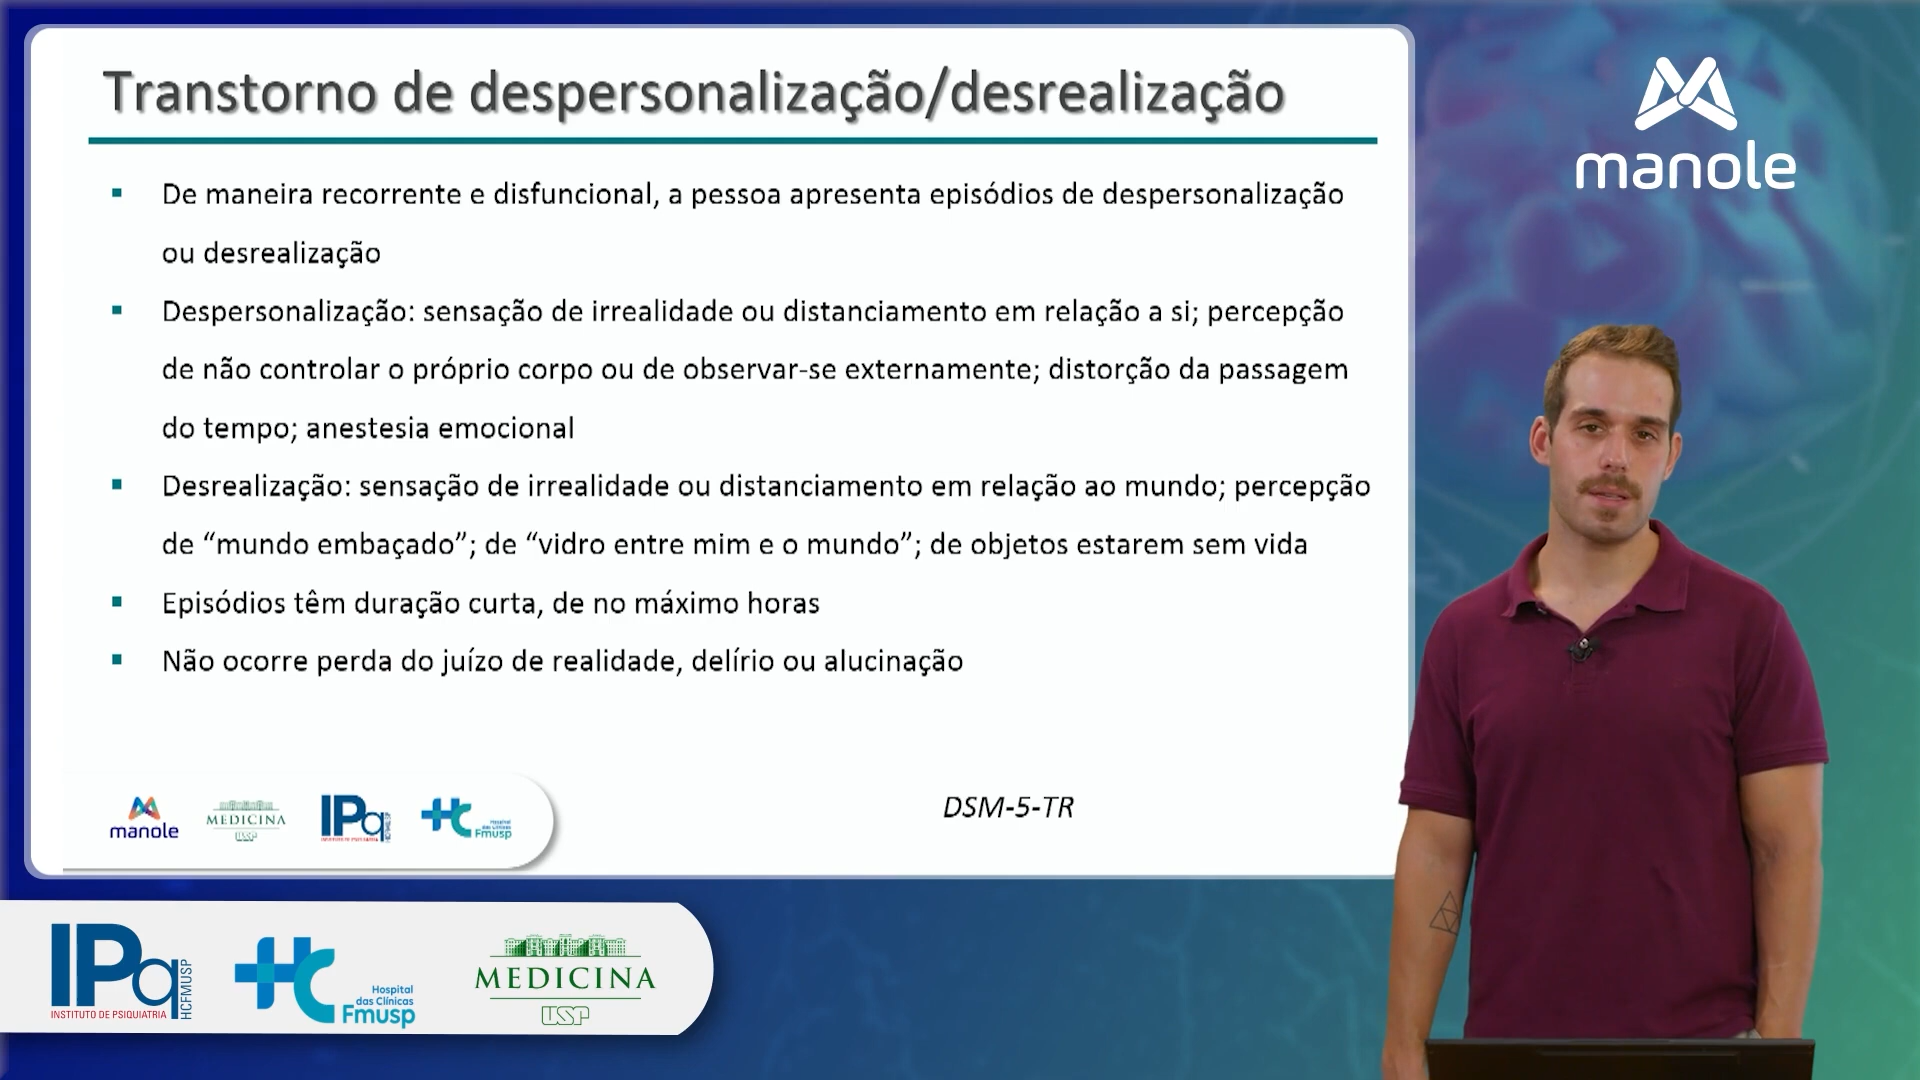 Transtorno de despersonalização/desrealização
▪ De maneira recorrente e disfuncional, a pessoa apresenta episódios de despersonalização
ou desrealização
▪ Despersonalização: sensação de irrealidade ou distanciamento em relação a si; percepção
de não controlar o próprio corpo ou de observar-se externamente; distorção da passagem
do tempo; anestesia emocional
▪ Desrealização: sensação de irrealidade ou distanciamento em relação ao mundo; percepção
de “mundo embaçado”; de “vidro entre mim e o mundo”; de objetos estarem sem vida
▪ Episódios têm duração curta, de no máximo horas
▪ Não ocorre perda do juízo de realidade, delírio ou alucinação
DSM-5-TR
manole
MEDICINA
USP
IPq
HCFMUSP
INSTITUTO DE PSIQUIATRIA
HC
Hospital
das Clínicas
Fmusp
manole
IPq
HCFMUSP
INSTITUTO DE PSIQUIATRIA
HC
Hospital
das Clínicas
Fmusp
MEDICINA
USP